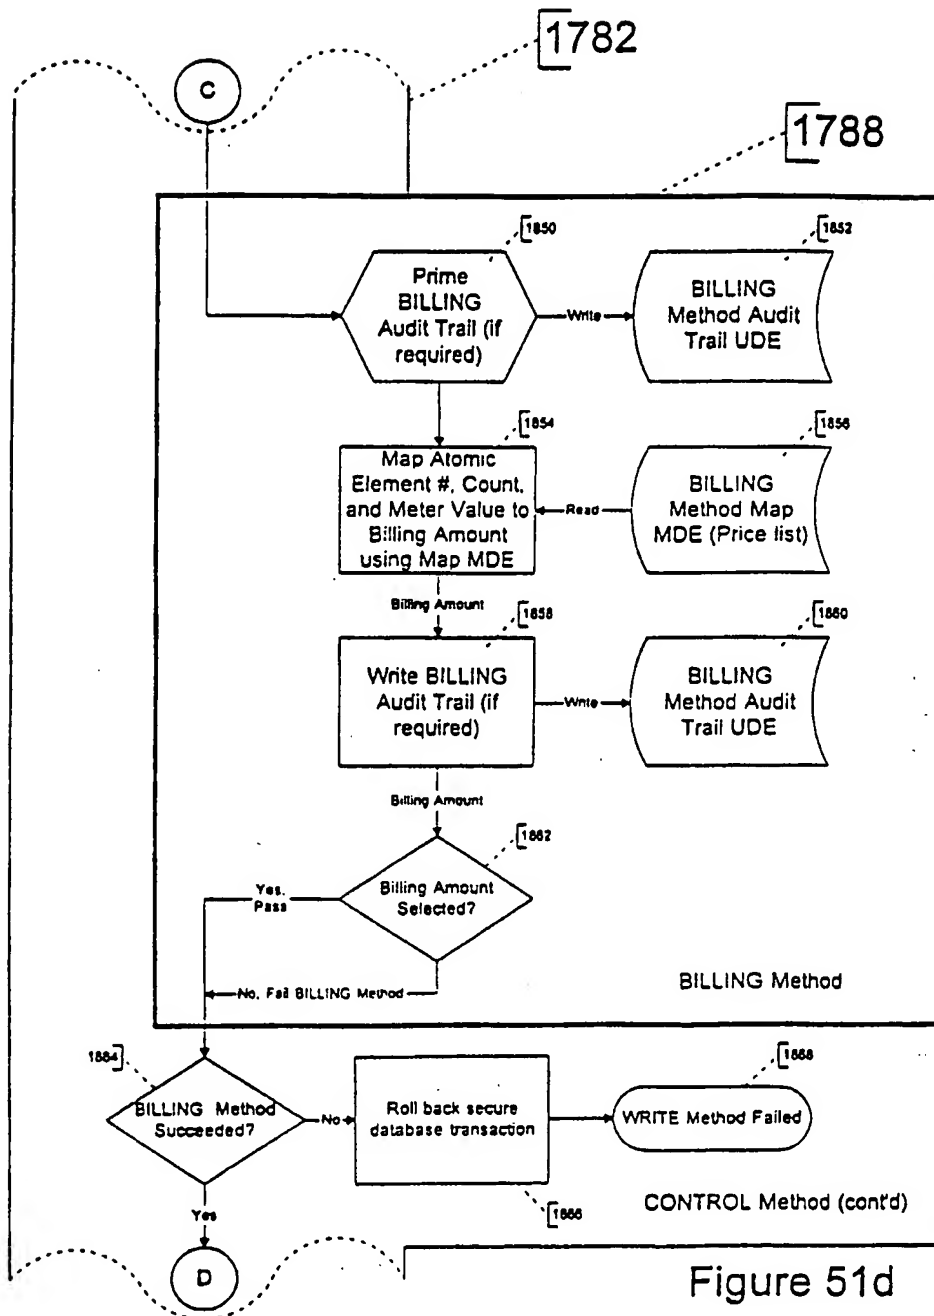 1782
C
1788
1850
1852
Prime
BILLING
Audit Trail (if
required)
Write
BILLING
Method Audit
Trail UDE
1854
1856
Map Atomic
Element #, Count,
and Meter Value to
Billing Amount
using Map MDE
Read
BILLING
Method Map
MDE (Price list)
Billing Amount
1858
1860
Write BILLING
Audit Trail (if
required)
Write
BILLING
Method Audit
Trail UDE
Billing Amount
1862
Yes,
Pass
Billing Amount
Selected?
No, Fail BILLING Method
BILLING Method
1864
1868
BILLING Method
Succeeded?
No
Roll back secure
database transaction
WRITE Method Failed
1866
Yes
CONTROL Method (cont'd)
D
Figure 51d